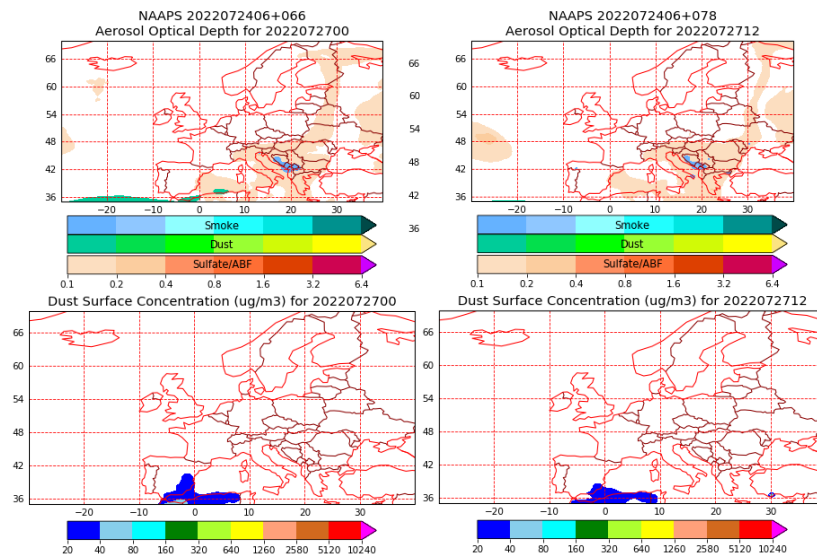 NAAPS 2022072406+066
Aerosol Optical Depth for 2022072700
66
60
54
48
42
36
-20 -10 0 10 20 30
Smoke
Dust
Sulfate/ABF
0.1 0.2 0.4 0.8 1.6 3.2 6.4
NAAPS 2022072406+078
Aerosol Optical Depth for 2022072712
66
60
54
48
42
36
66
60
54
48
42
36
-20 -10 0 10 20 30
Smoke
Dust
Sulfate/ABF
0.1 0.2 0.4 0.8 1.6 3.2 6.4
Dust Surface Concentration (ug/m3) for 2022072700
66
60
54
48
42
36
-20 -10 0 10 20 30
20 40 80 160 320 640 1260 2580 5120 10240
Dust Surface Concentration (ug/m3) for 2022072712
66
60
54
48
42
36
-20 -10 0 10 20 30
20 40 80 160 320 640 1260 2580 5120 10240